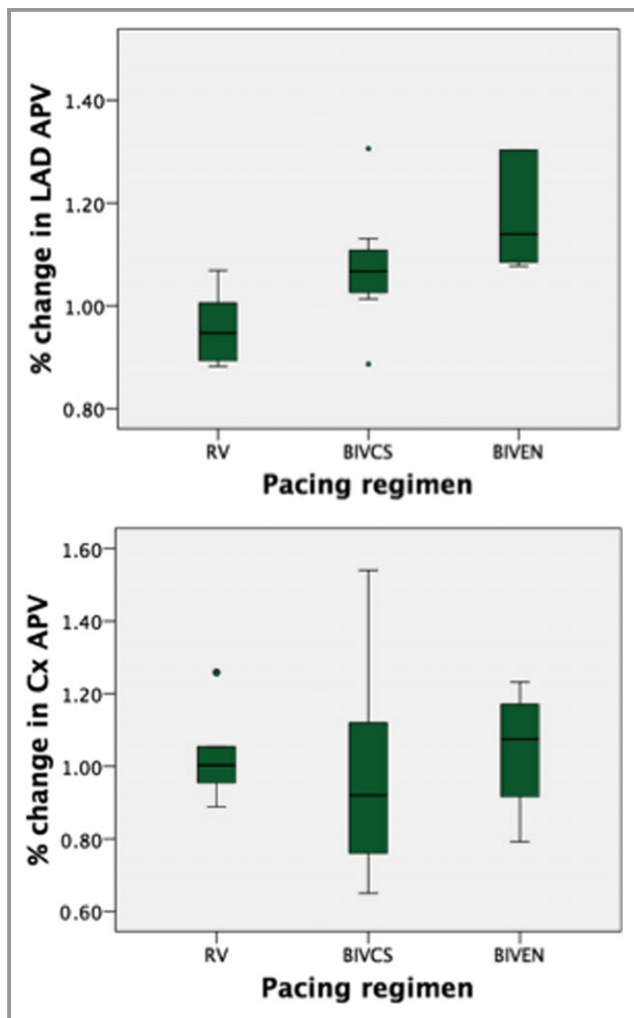 % change in LAD APV
1.40
1.20
1.00
0.80
RV BIVCS BIVEN
Pacing regimen
% change in Cx APV
1.60
1.40
1.20
1.00
0.80
0.60
RV BIVCS BIVEN
Pacing regimen